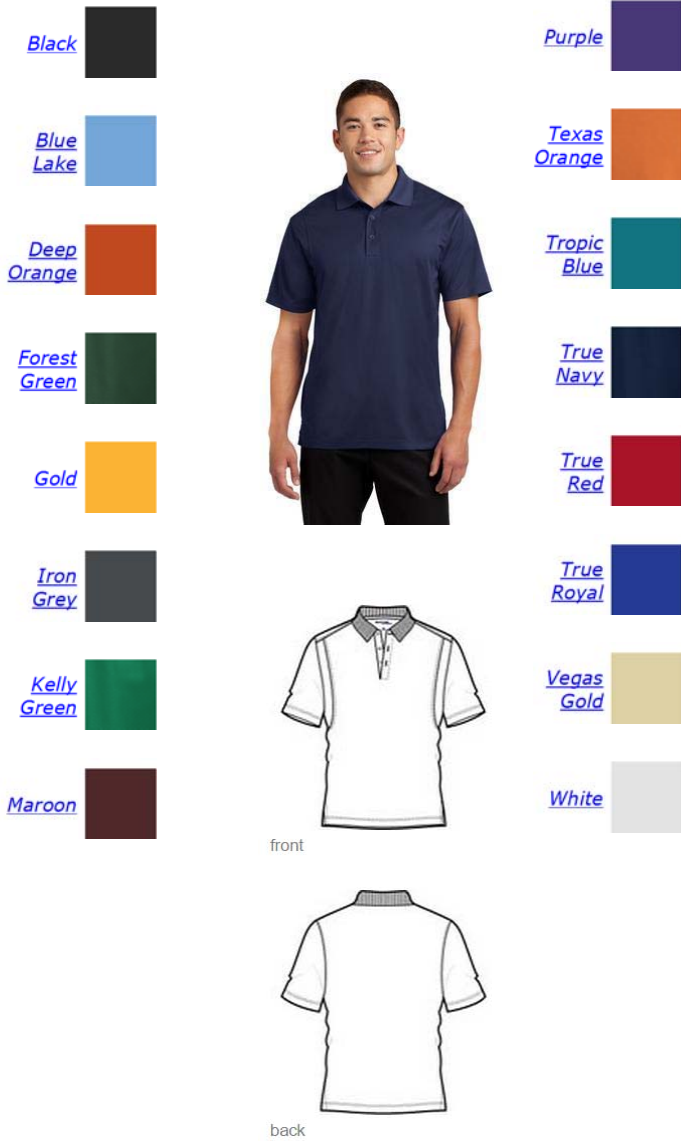 Black
Blue
Lake
Deep
Orange
Forest
Green
Gold
Iron
Grey
Kelly
Green
Maroon
Purple
Texas
Orange
Tropic
Blue
True
Navy
True
Red
True
Royal
Vegas
Gold
White
front
back